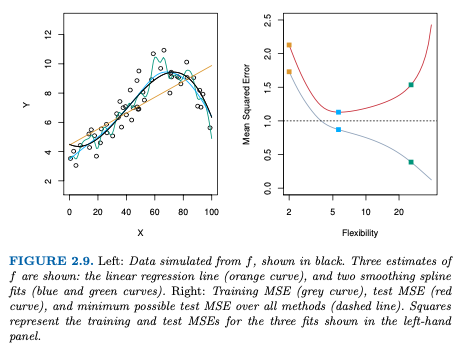 12
10
8
6
4
2
Y
0 20 40 60 80 100
X
2.5
2.0
1.5
1.0
0.5
0.0
Mean Squared Error
2 5 10 20
Flexibility
FIGURE 2.9. Left: Data simulated from f, shown in black. Three estimates of
f are shown: the linear regression line (orange curve), and two smoothing spline
fits (blue and green curves). Right: Training MSE (grey curve), test MSE (red
curve), and minimum possible test MSE over all methods (dashed line). Squares
represent the training and test MSEs for the three fits shown in the left-hand
panel.